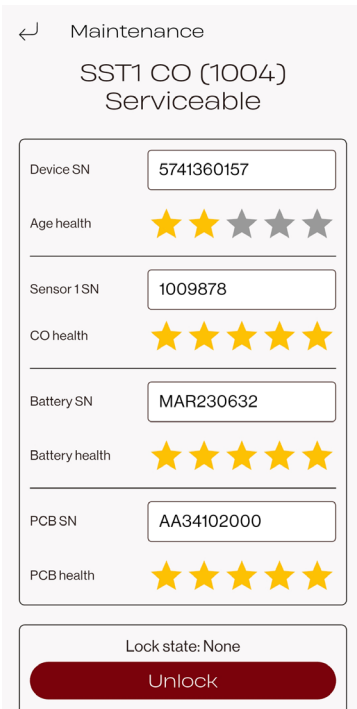 Maintenance
SST1 CO (1004)
Serviceable
Device SN 5741360157
Age health
Sensor 1 SN 1009878
CO health
Battery SN MAR230632
Battery health
PCB SN AA34102000
PCB health
Lock state: None
Unlock